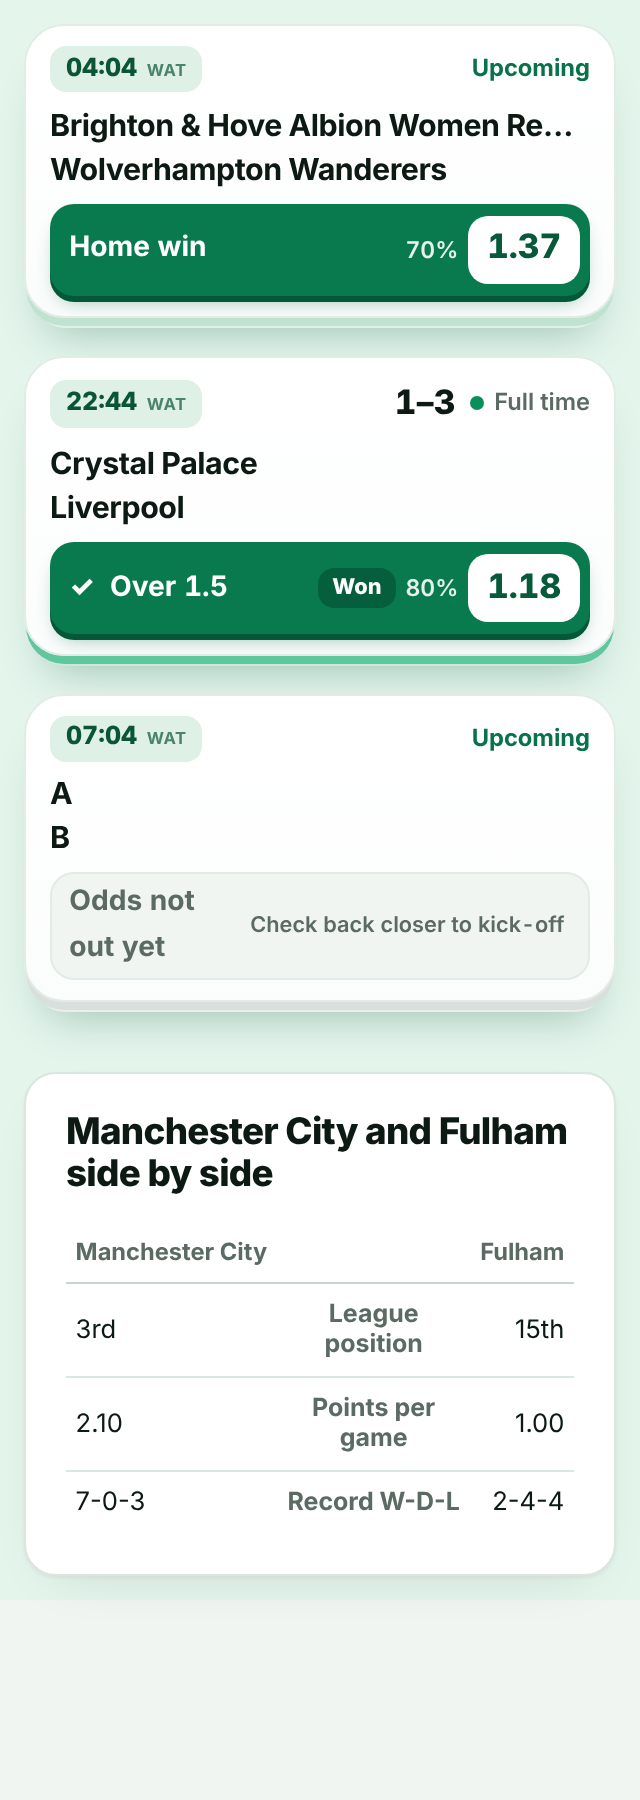 04:04 WAT Upcoming
Brighton & Hove Albion Women Re...
Wolverhampton Wanderers
Home win 70% 1.37
22:44 WAT 1–3 Full time
Crystal Palace
Liverpool
✓ Over 1.5 Won 80% 1.18
07:04 WAT Upcoming
A
B
Odds not
out yet
Check back closer to kick-off
Manchester City and Fulham
side by side
Manchester City Fulham
3rd League position 15th
2.10 Points per game 1.00
7-0-3 Record W-D-L 2-4-4